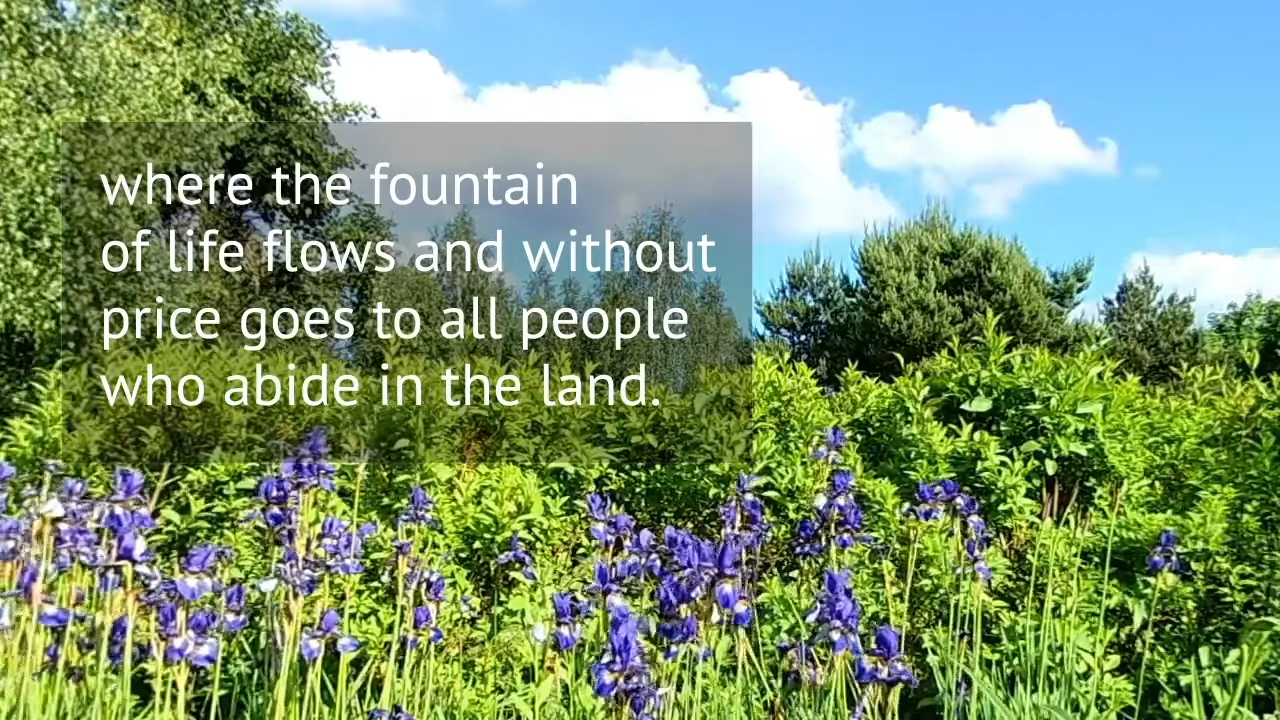 where the fountain
of life flows and without
price goes to all people
who abide in the land.